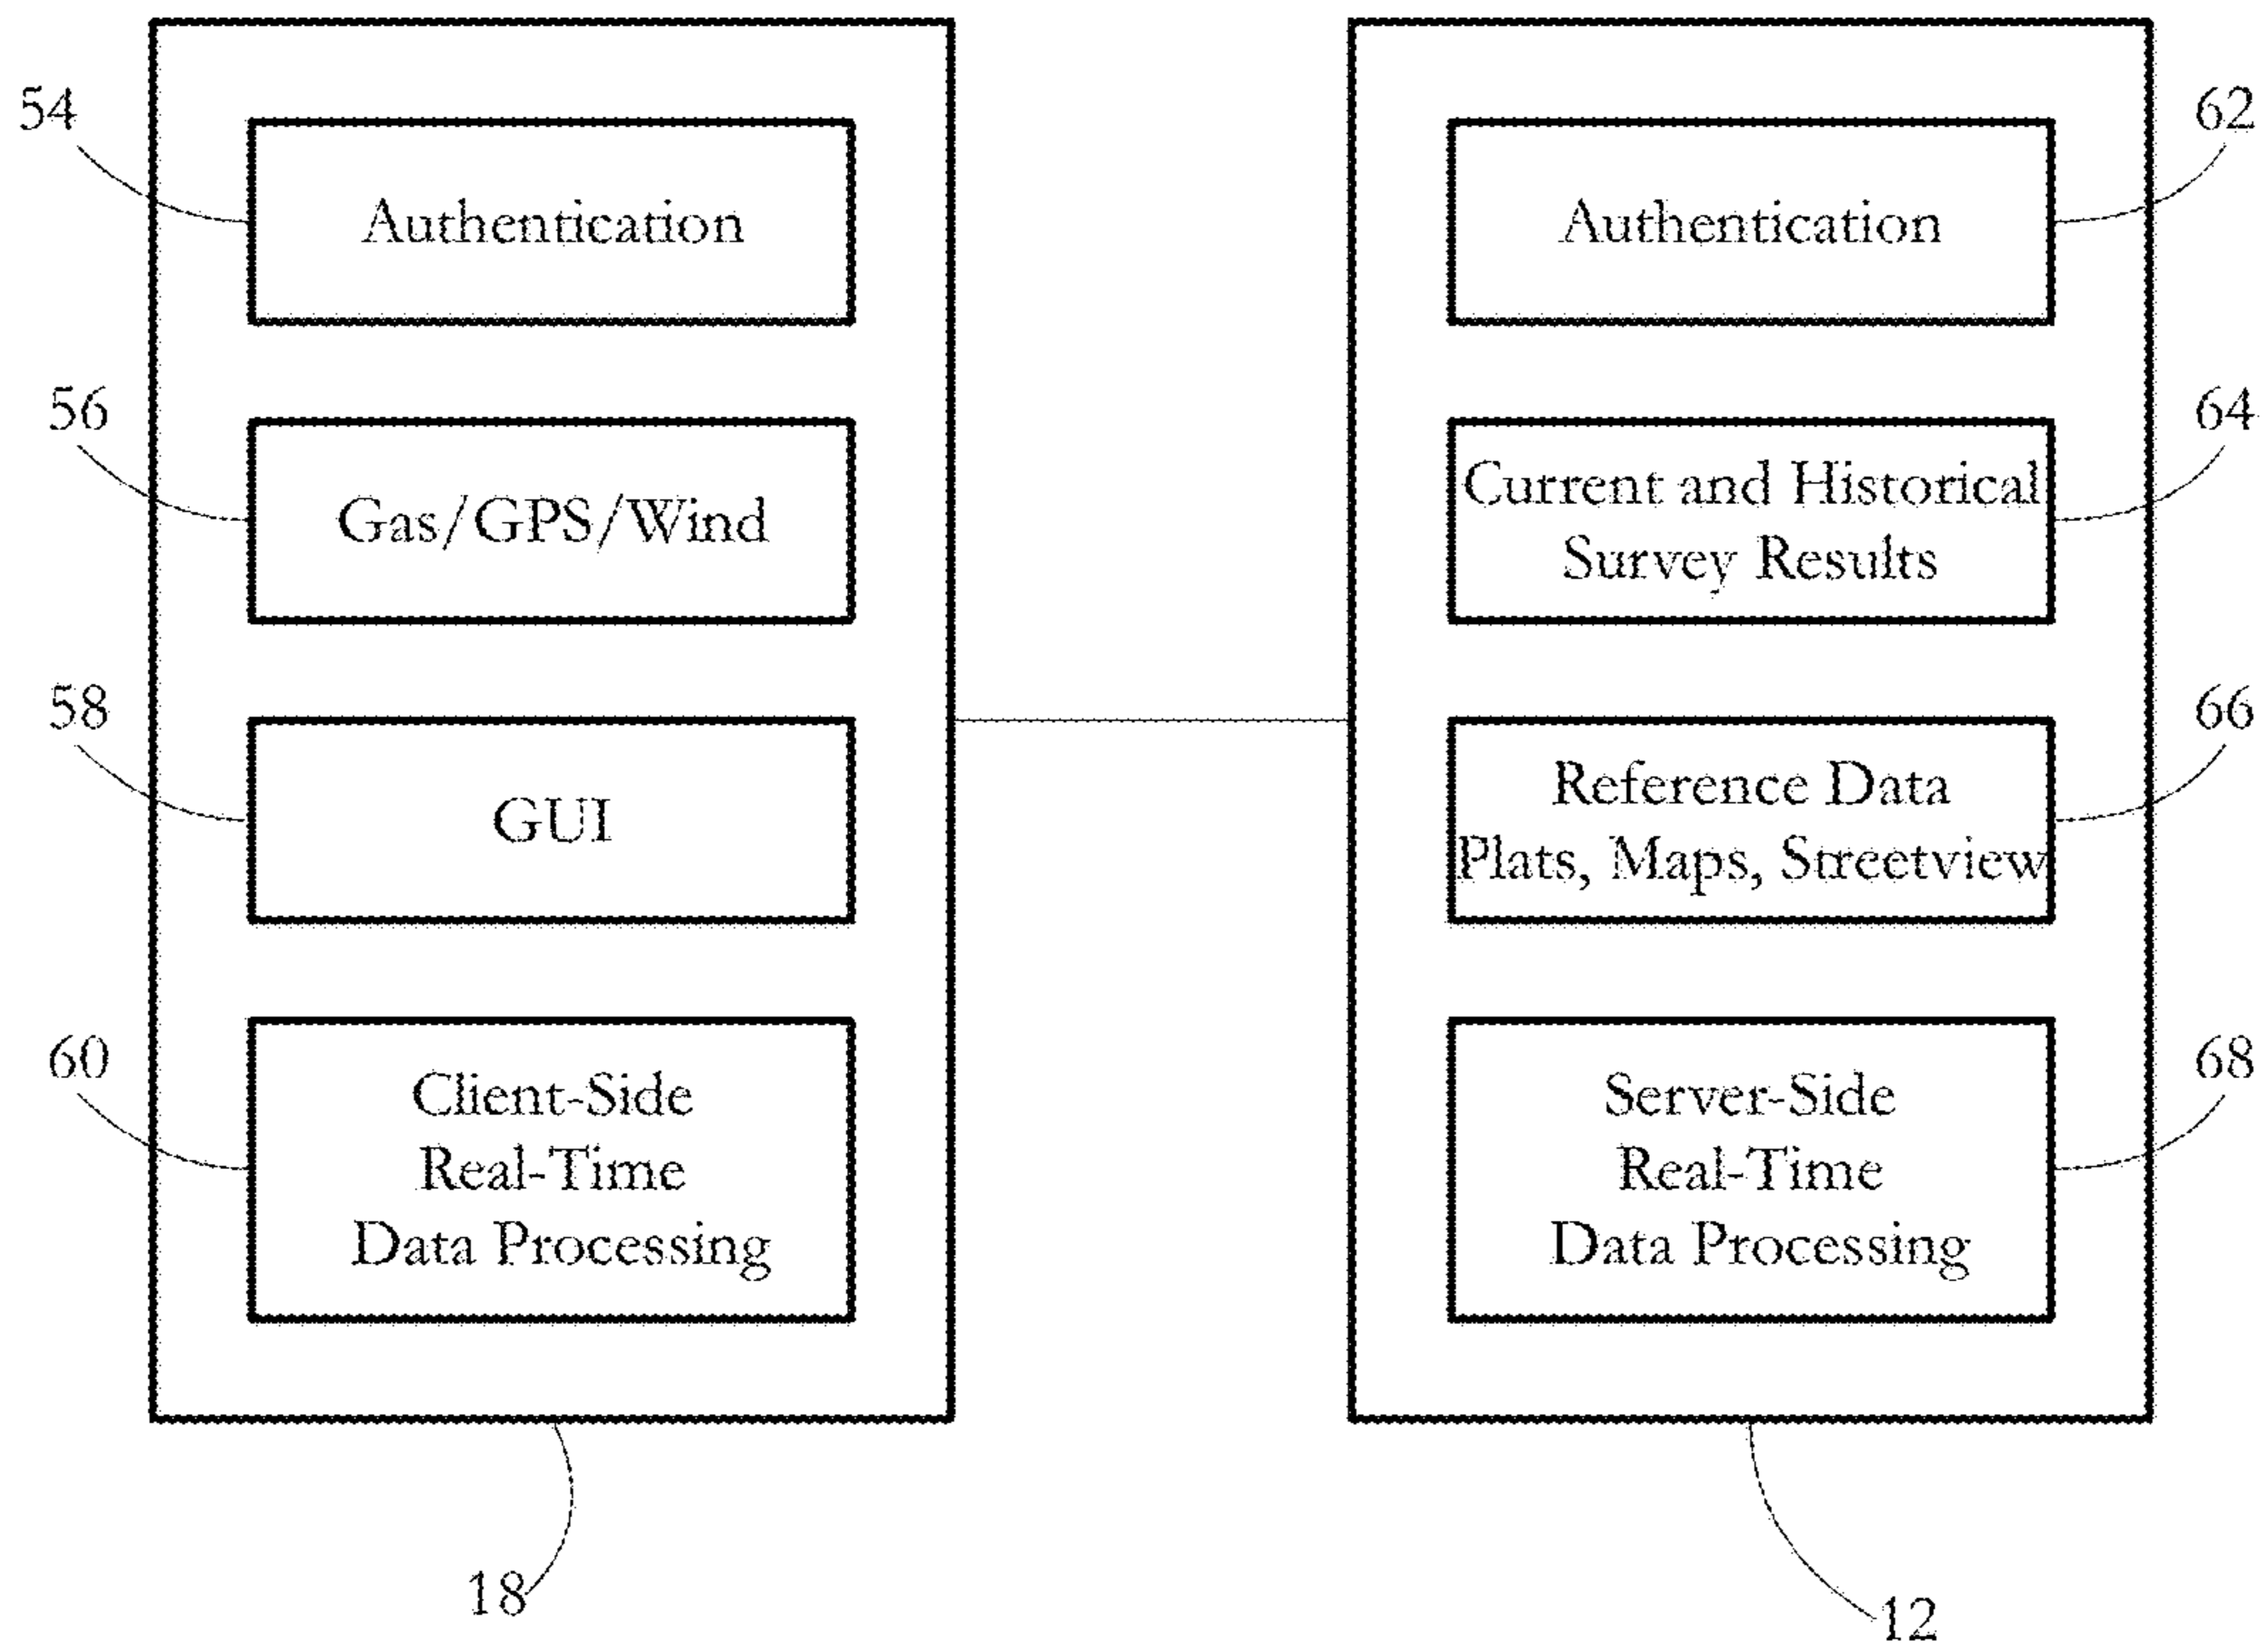 54
Authentication
56
Gas/GPS/Wind
58
GUI
60
Client-Side
Real-Time
Data Processing
18
62
Authentication
64
Current and Historical
Survey Results
66
Reference Data
Plats, Maps, Streetview
68
Server-Side
Real-Time
Data Processing
12